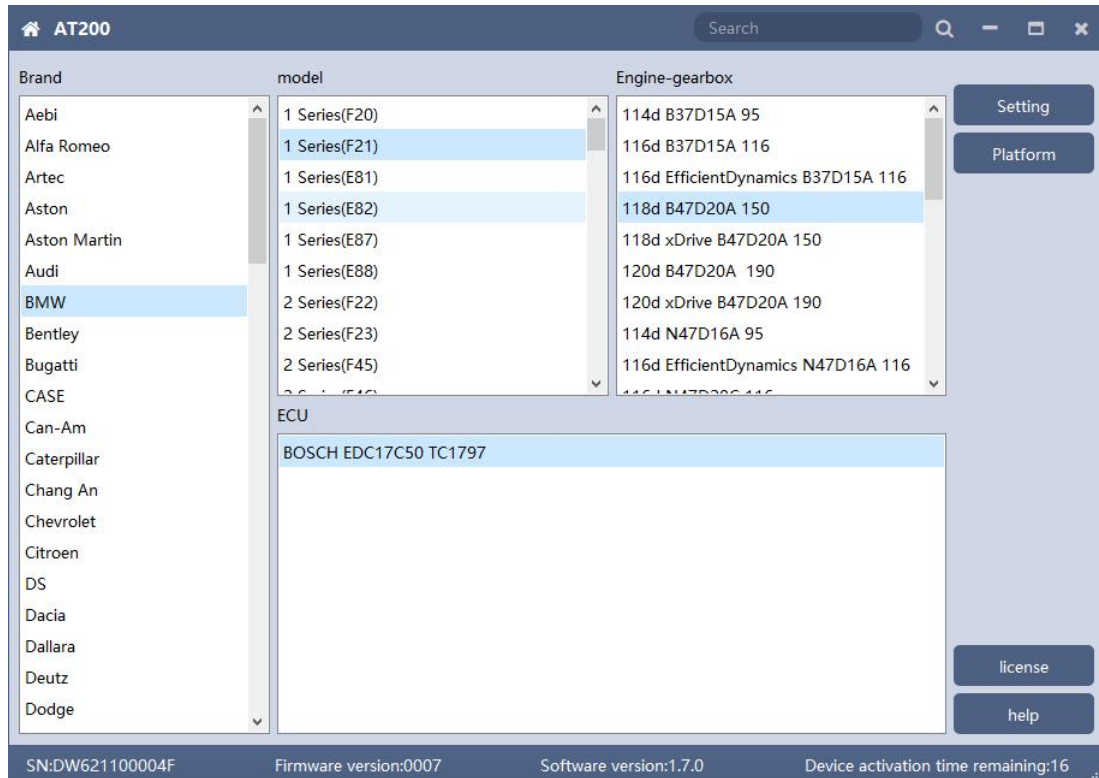 AT200
Search
Brand
Aebi
Alfa Romeo
Artec
Aston
Aston Martin
Audi
BMW
Bentley
Bugatti
CASE
Can-Am
Caterpillar
Chang An
Chevrolet
Citroen
DS
Dacia
Dallara
Deutz
Dodge
model
1 Series(F20)
1 Series(F21)
1 Series(E81)
1 Series(E82)
1 Series(E87)
1 Series(E88)
2 Series(F22)
2 Series(F23)
2 Series(F45)
Engine-gearbox
114d B37D15A 95
116d B37D15A 116
116d EfficientDynamics B37D15A 116
118d B47D20A 150
118d xDrive B47D20A 150
120d B47D20A  190
120d xDrive B47D20A 190
114d N47D16A 95
116d EfficientDynamics N47D16A 116
ECU
BOSCH EDC17C50 TC1797
Setting
Platform
license
help
SN:DW621100004F Firmware version:0007 Software version:1.7.0 Device activation time remaining:16